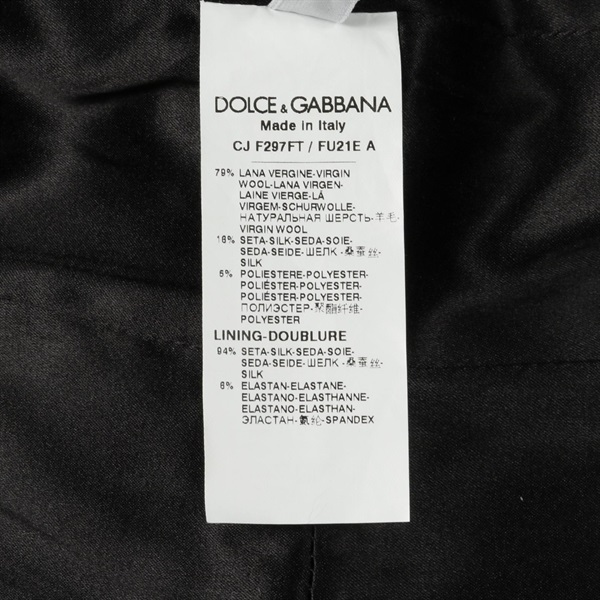 DOLCE & GABBANA
Made in Italy
CJ F297FT / FU21E A
79% LANA VERGINE-VIRGIN
WOOL-LANA VIRGEN-
LAINE VIERGE-LÃ
VIRGEM-SCHURWOLLE-
НАТУРАЛЬНАЯ ШЕРСТЬ-羊毛-
VIRGIN WOOL
16% SETA-SILK-SEDA-SOIE-
SEDA-SEIDE-ШЕЛК -桑蚕丝-
SILK
5% POLIESTERE-POLYESTER-
POLIÉSTER-POLYESTER-
POLIÉSTER-POLYESTER-
ПОЛИЭСТЕР-聚酯纤维-
POLYESTER
LINING-DOUBLURE
94% SETA-SILK-SEDA-SOIE-
SEDA-SEIDE-ШЕЛК -桑蚕丝-
SILK
6% ELASTAN-ELASTANE-
ELASTANO-ELASTHANNE-
ELASTANO-ELASTHAN-
ЭЛАСТАН-氨纶-SPANDEX